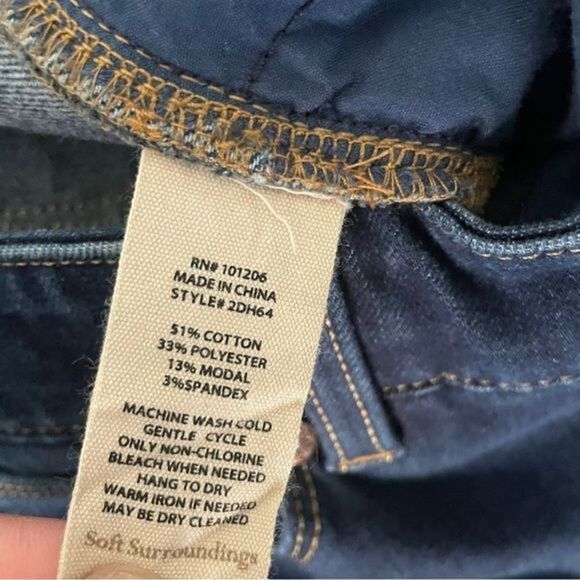 RN# 101206
MADE IN CHINA
STYLE# 2DH64
51% COTTON
33% POLYESTER
13% MODAL
3%SPANDEX
MACHINE WASH COLD
GENTLE CYCLE
ONLY NON-CHLORINE
BLEACH WHEN NEEDED
HANG TO DRY
WARM IRON IF NEEDED
MAY BE DRY CLEANED
Soft Surroundings